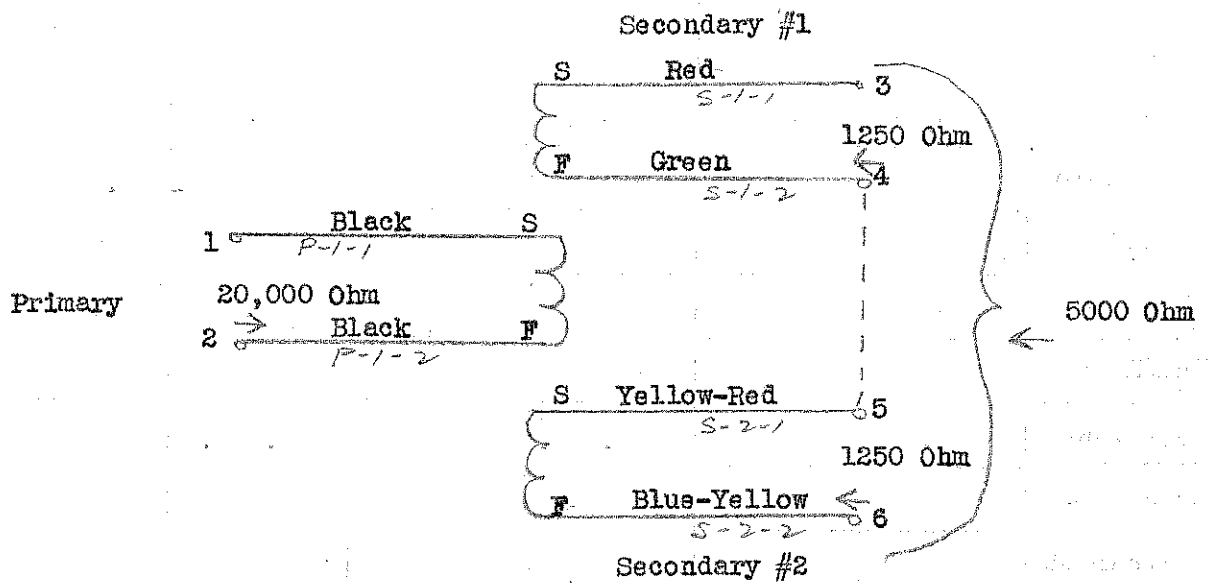 Secondary #1
S Red 3
S-1-1
1250 Ohm
F Green 4
S-1-2
1 Black S
P-1-1
Primary 20,000 Ohm
5000 Ohm
2 Black F
P-1-2
S Yellow-Red 5
S-2-1
1250 Ohm
F Blue-Yellow 6
S-2-2
Secondary #2